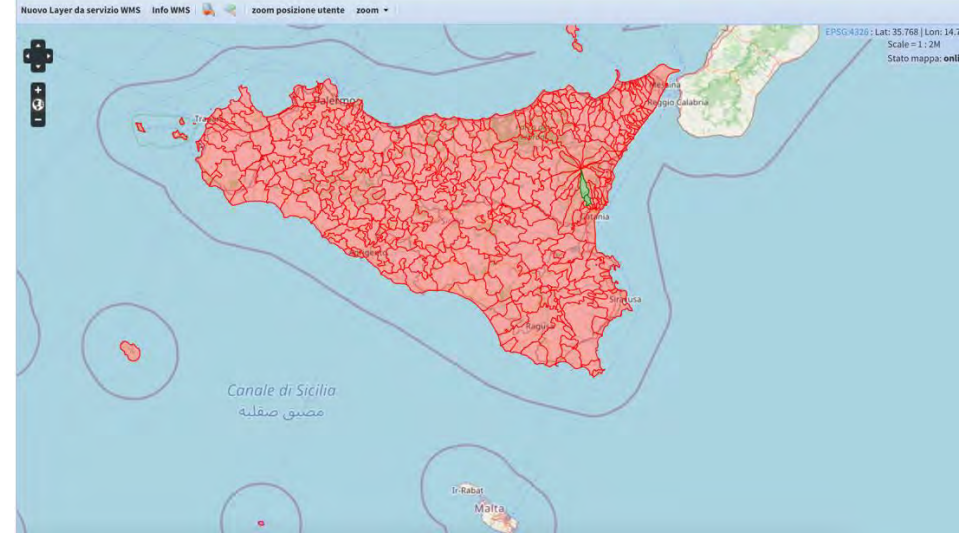 Nuovo Layer da servizio WMS Info WMS zoom posizione utente zoom
EPSG:4326 : Lat: 35.768 | Lon: 14.7
Scale = 1 : 2M
Stato mappa: onli
Palermo
Messina
Reggio Calabria
Catania
Siracusa
Ragusa
Canale di Sicilia
مضيق صقلية
Ir-Rabat
Malta